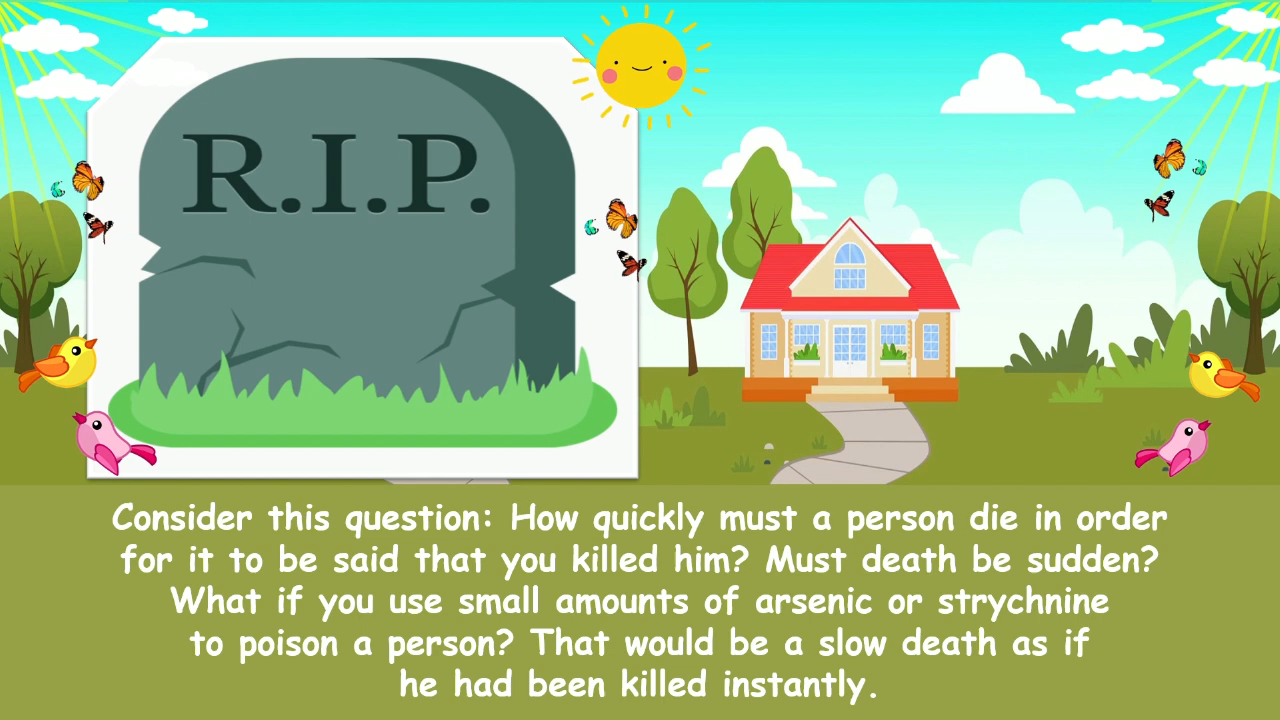 R.I.P.
Consider this question: How quickly must a person die in order
for it to be said that you killed him? Must death be sudden?
What if you use small amounts of arsenic or strychnine
to poison a person? That would be a slow death as if
he had been killed instantly.